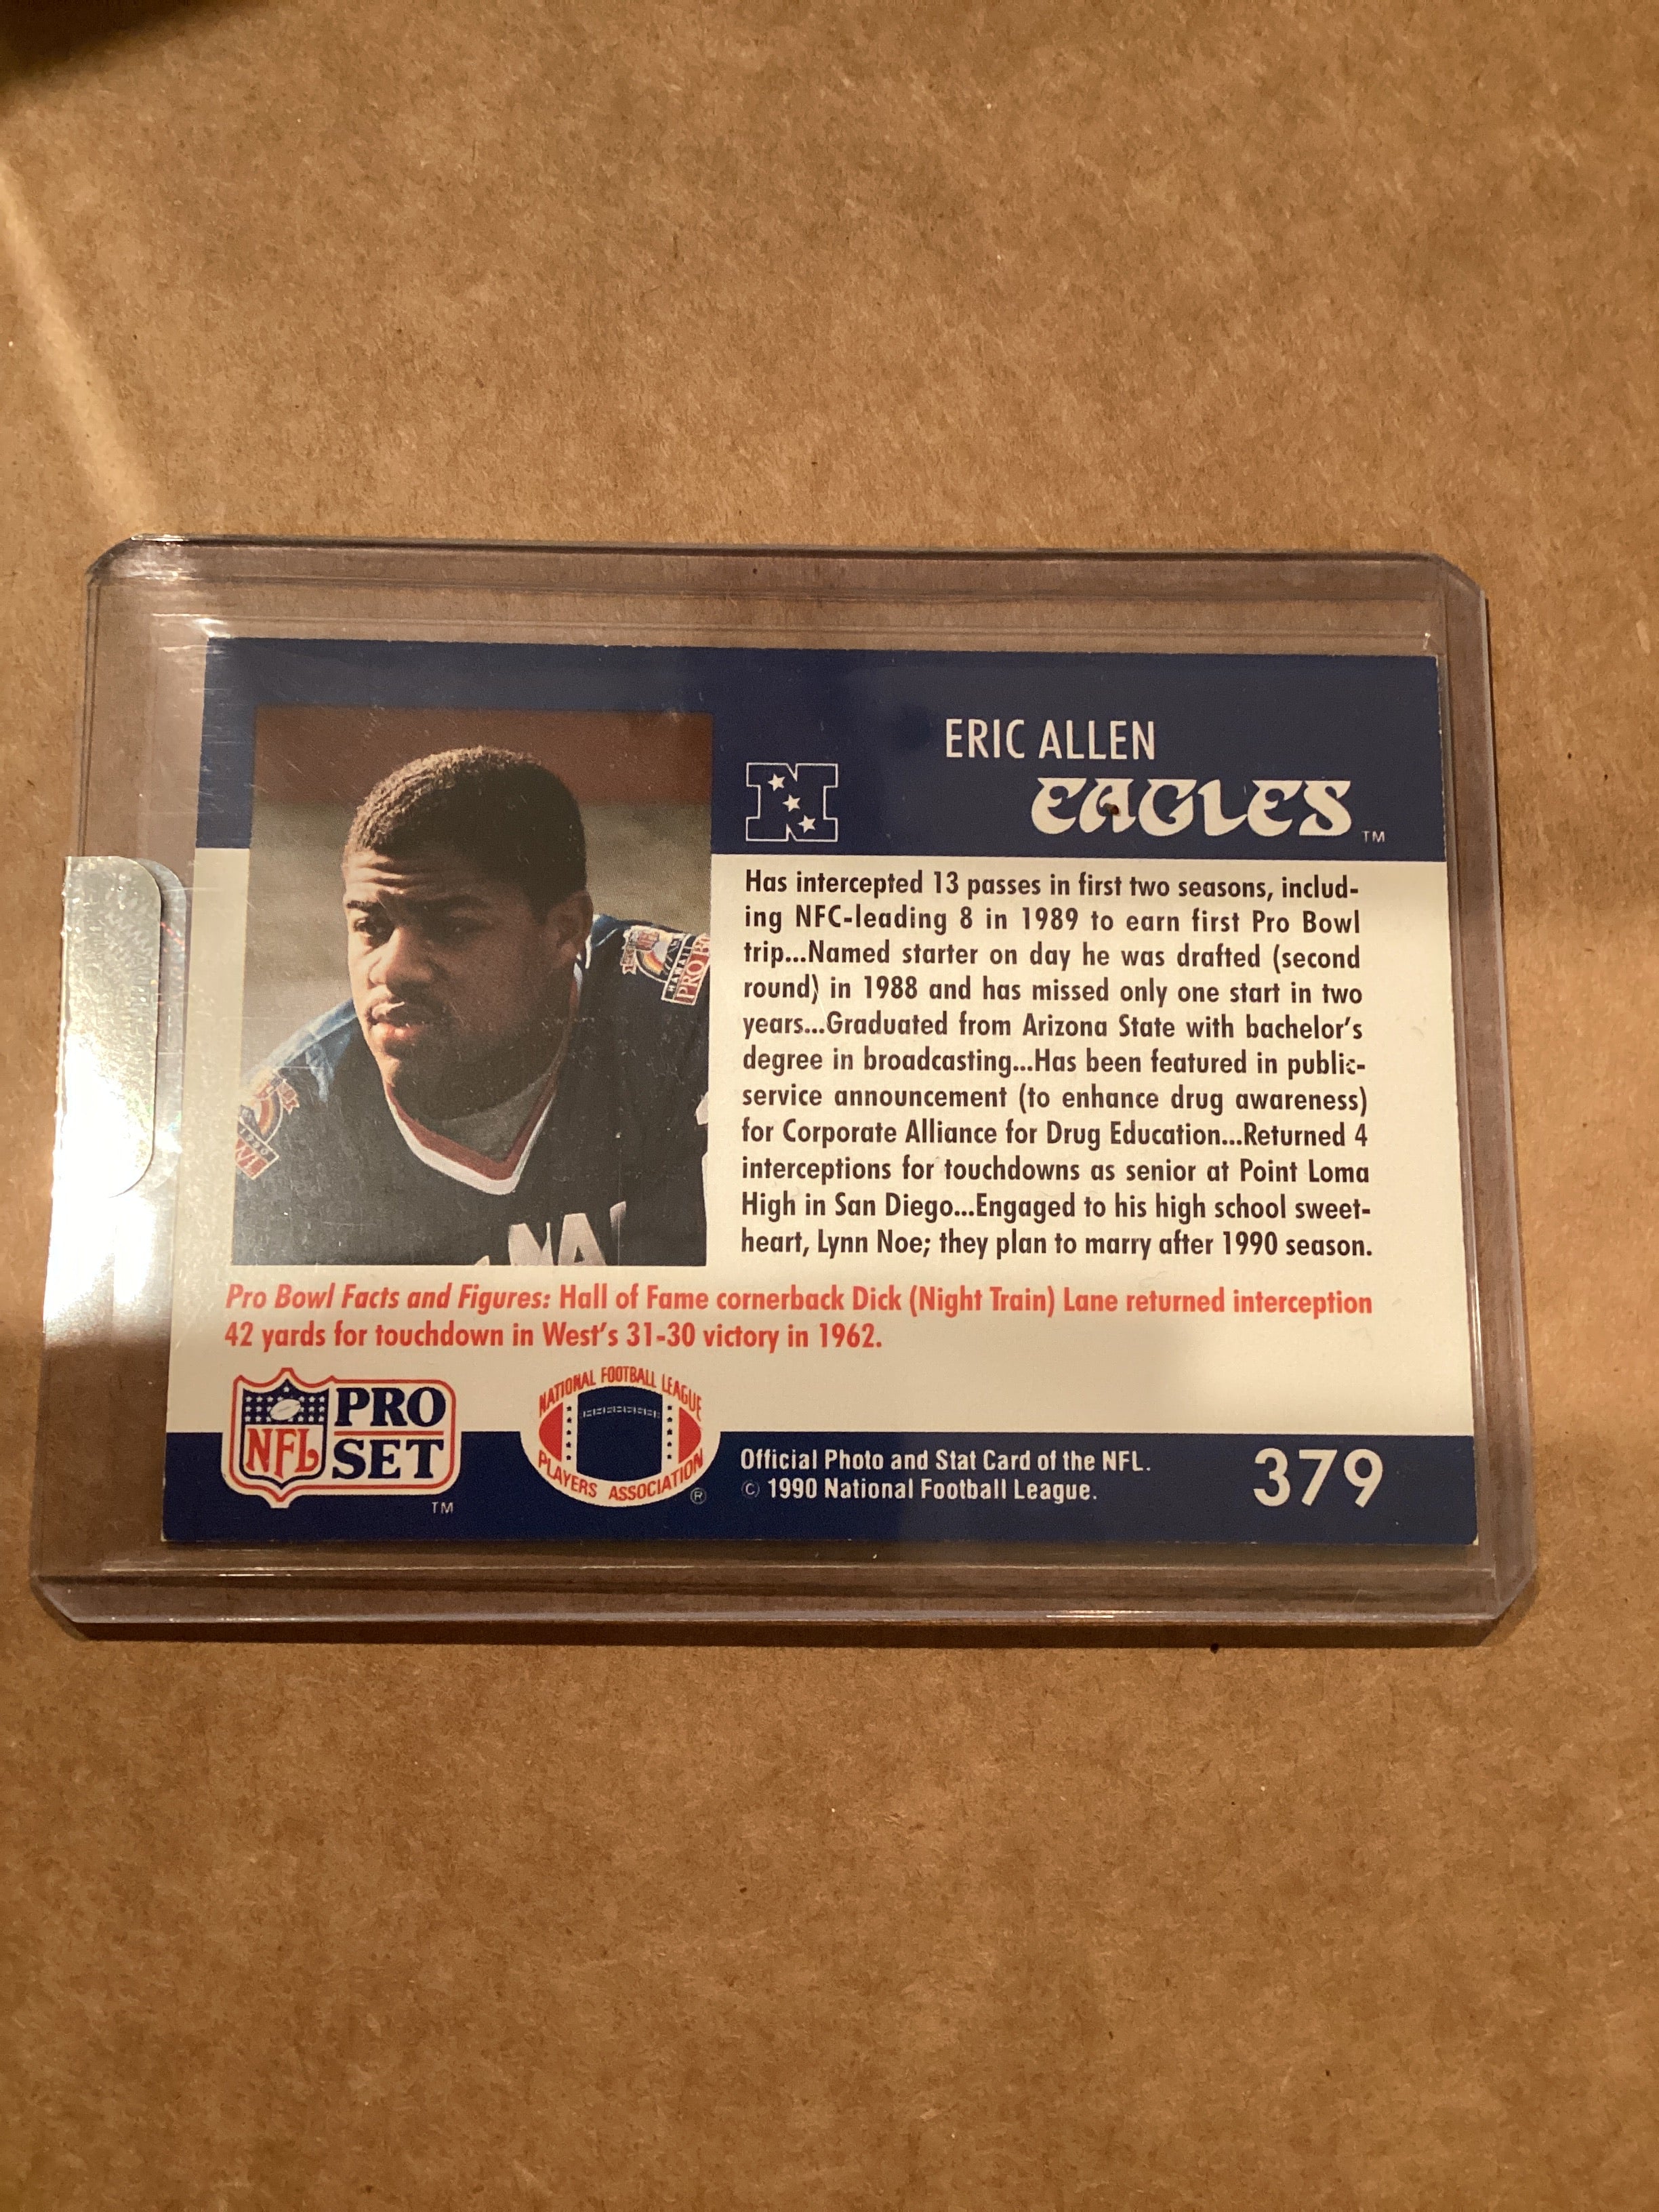 ERIC ALLEN
EAGLES TM
Has intercepted 13 passes in first two seasons, includ-
ing NFC-leading 8 in 1989 to earn first Pro Bowl
trip...Named starter on day he was drafted (second
round) in 1988 and has missed only one start in two
years...Graduated from Arizona State with bachelor's
degree in broadcasting...Has been featured in public-
service announcement (to enhance drug awareness)
for Corporate Alliance for Drug Education...Returned 4
interceptions for touchdowns as senior at Point Loma
High in San Diego...Engaged to his high school sweet-
heart, Lynn Noe; they plan to marry after 1990 season.
HAWAII
PRO BO
Pro Bowl Facts and Figures: Hall of Fame cornerback Dick (Night Train) Lane returned interception
42 yards for touchdown in West's 31-30 victory in 1962.
NFL PRO
SET TM
NATIONAL FOOTBALL LEAGUE
PLAYERS ASSOCIATION ®
Official Photo and Stat Card of the NFL.
© 1990 National Football League.
379